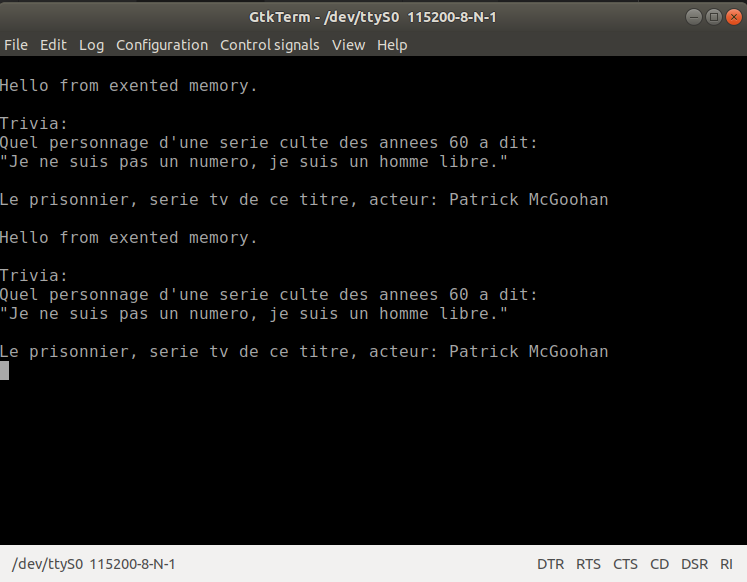 GtkTerm - /dev/ttyS0 115200-8-N-1
File Edit Log Configuration Control signals View Help
Hello from exented memory.
Trivia:
Quel personnage d'une serie culte des annees 60 a dit:
"Je ne suis pas un numero, je suis un homme libre."
Le prisonnier, serie tv de ce titre, acteur: Patrick McGoohan
Hello from exented memory.
Trivia:
Quel personnage d'une serie culte des annees 60 a dit:
"Je ne suis pas un numero, je suis un homme libre."
Le prisonnier, serie tv de ce titre, acteur: Patrick McGoohan
/dev/ttyS0 115200-8-N-1 DTR RTS CTS CD DSR RI